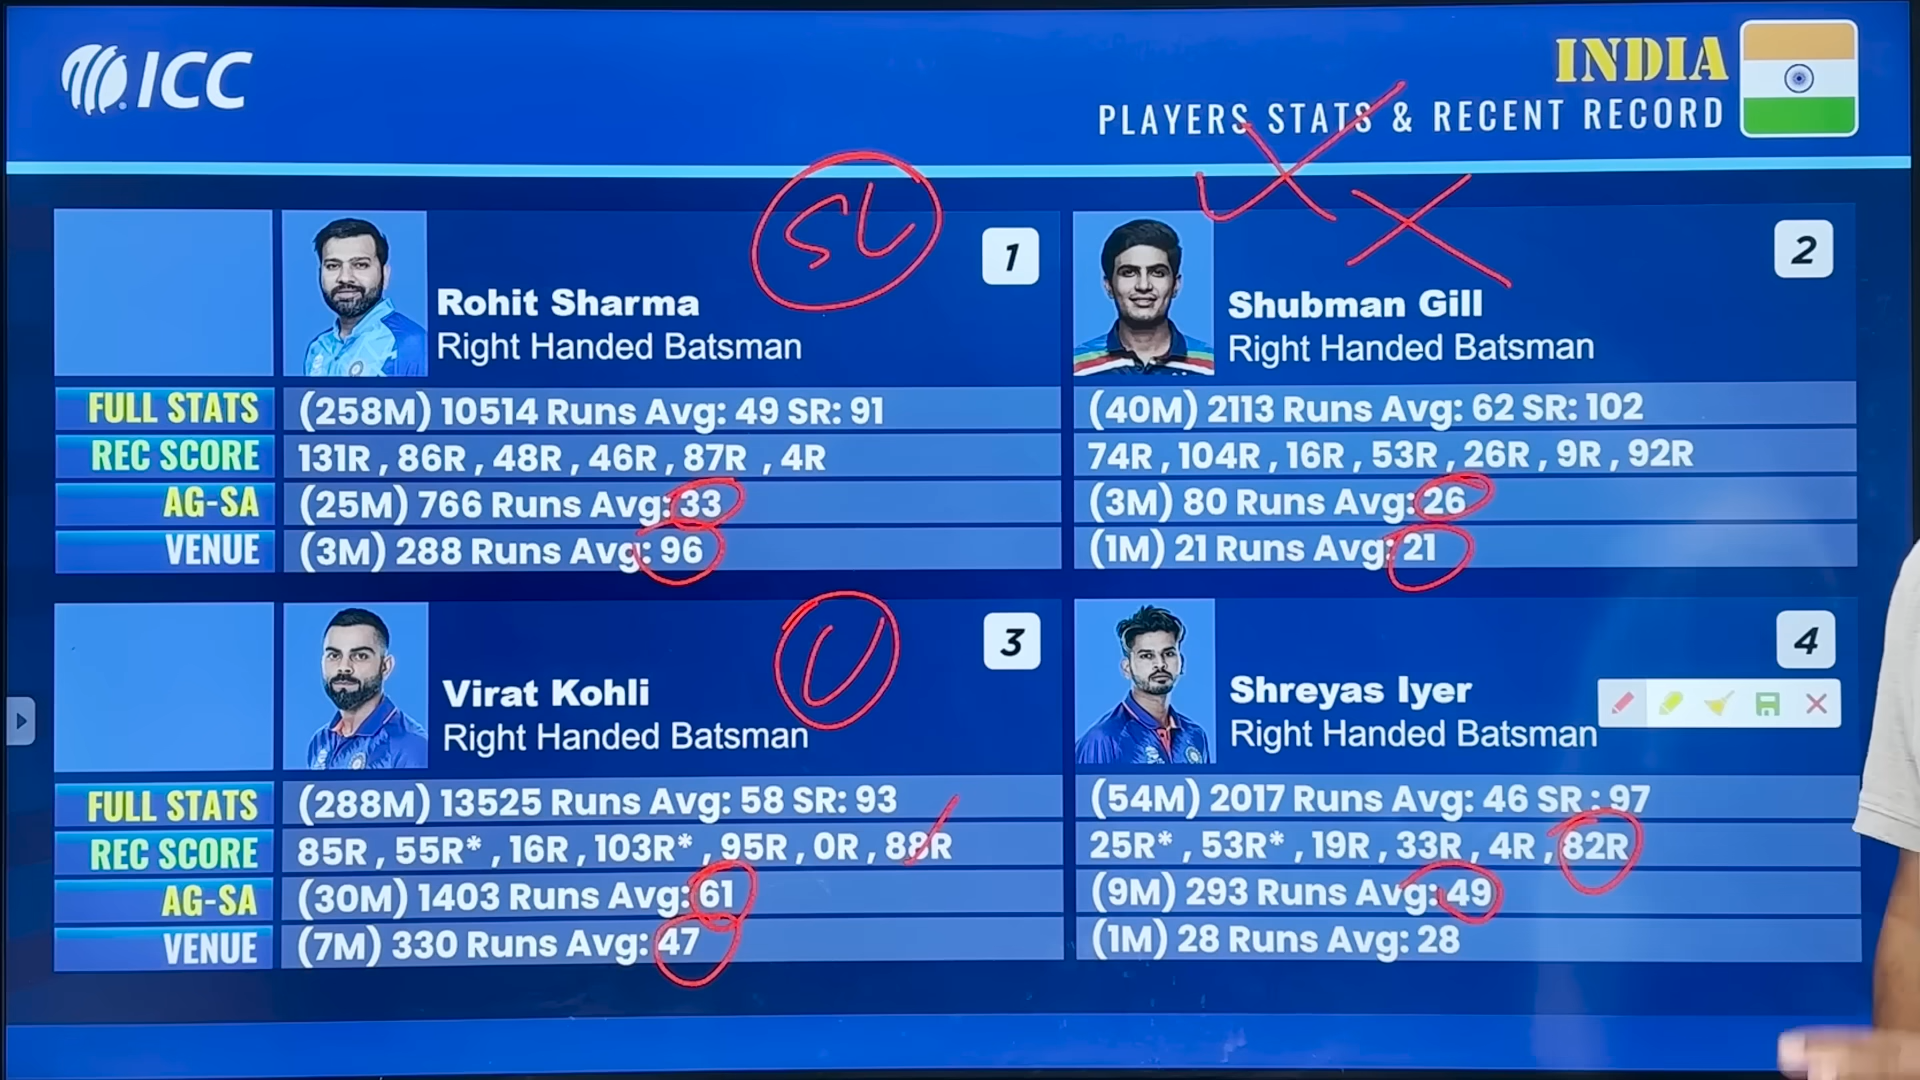 ICC
INDIA
PLAYERS STATS & RECENT RECORD
SL
1
Rohit Sharma
Right Handed Batsman
FULL STATS (258M) 10514 Runs Avg: 49 SR: 91
REC SCORE 131R , 86R , 48R , 46R , 87R , 4R
AG-SA (25M) 766 Runs Avg: 33
VENUE (3M) 288 Runs Avg: 96
2
Shubman Gill
Right Handed Batsman
(40M) 2113 Runs Avg: 62 SR: 102
74R , 104R , 16R , 53R , 26R , 9R , 92R
(3M) 80 Runs Avg: 26
(1M) 21 Runs Avg: 21
3
Virat Kohli
Right Handed Batsman
FULL STATS (288M) 13525 Runs Avg: 58 SR: 93
REC SCORE 85R , 55R* , 16R , 103R* , 95R , 0R , 88R
AG-SA (30M) 1403 Runs Avg: 61
VENUE (7M) 330 Runs Avg: 47
4
Shreyas Iyer
Right Handed Batsman
(54M) 2017 Runs Avg: 46 SR : 97
25R* , 53R* , 19R , 33R , 4R , 82R
(9M) 293 Runs Avg: 49
(1M) 28 Runs Avg: 28